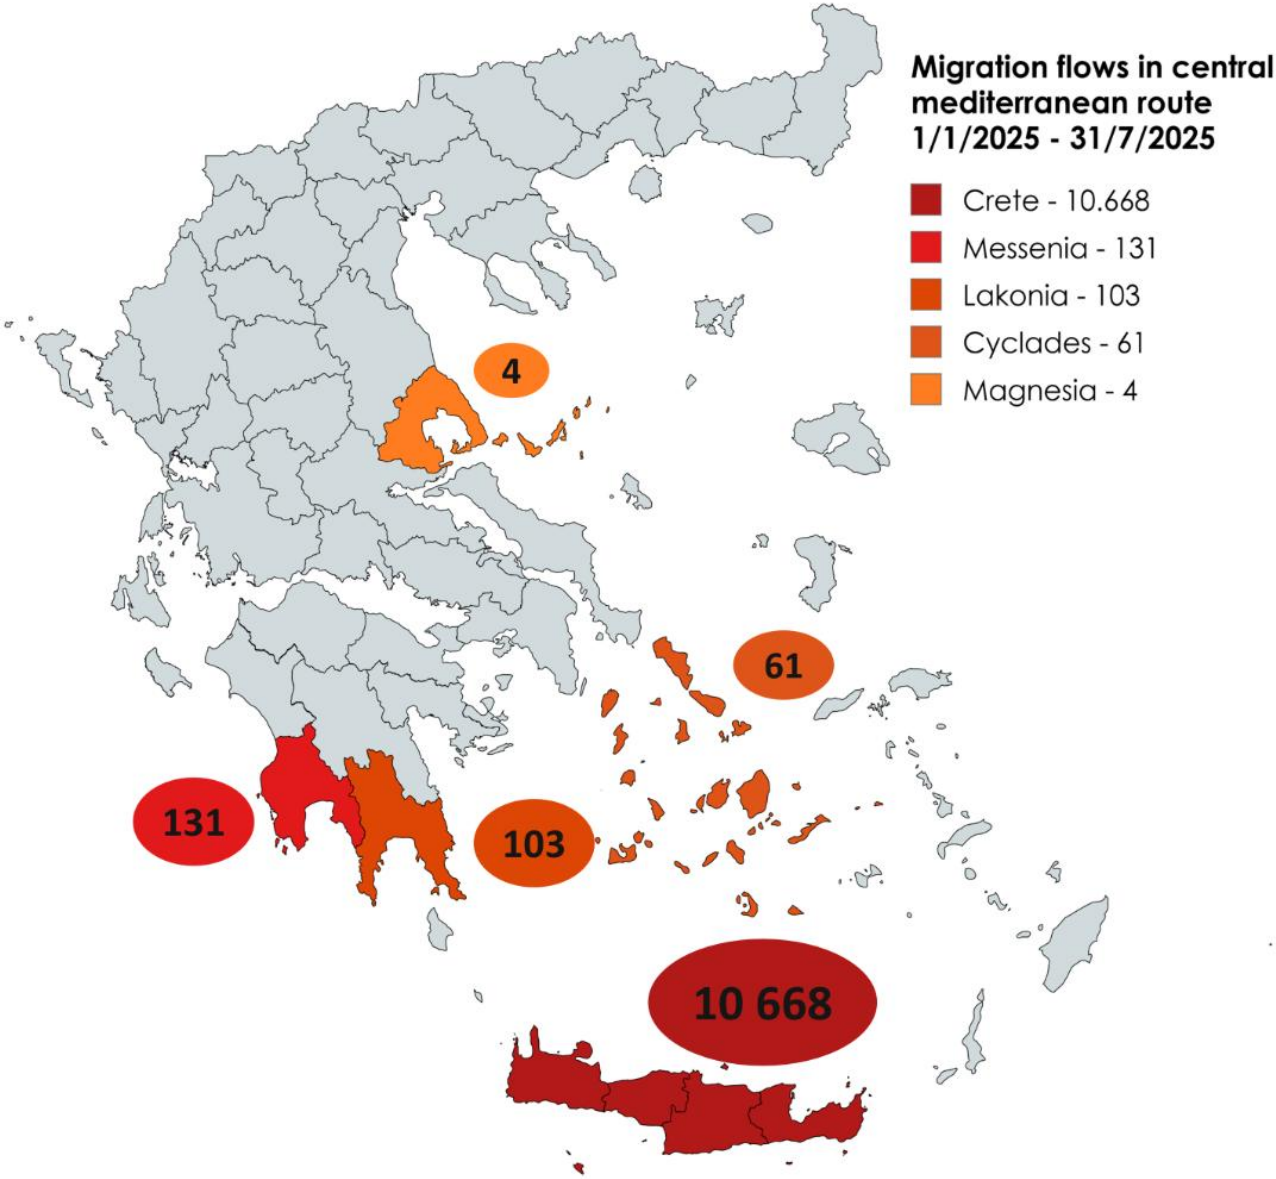 Migration flows in central
mediterranean route
1/1/2025 - 31/7/2025
Crete - 10.668
Messenia - 131
Lakonia - 103
Cyclades - 61
Magnesia - 4
4
61
131
103
10 668